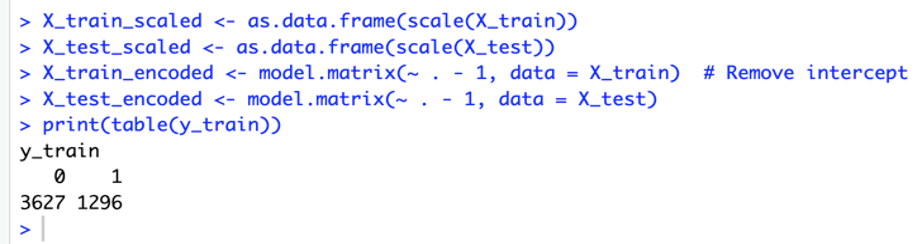 > X_train_scaled <- as.data.frame(scale(X_train))
> X_test_scaled <- as.data.frame(scale(X_test))
> X_train_encoded <- model.matrix(~ . - 1, data = X_train)  # Remove intercept
> X_test_encoded <- model.matrix(~ . - 1, data = X_test)
> print(table(y_train))
y_train
   0    1
3627 1296
>